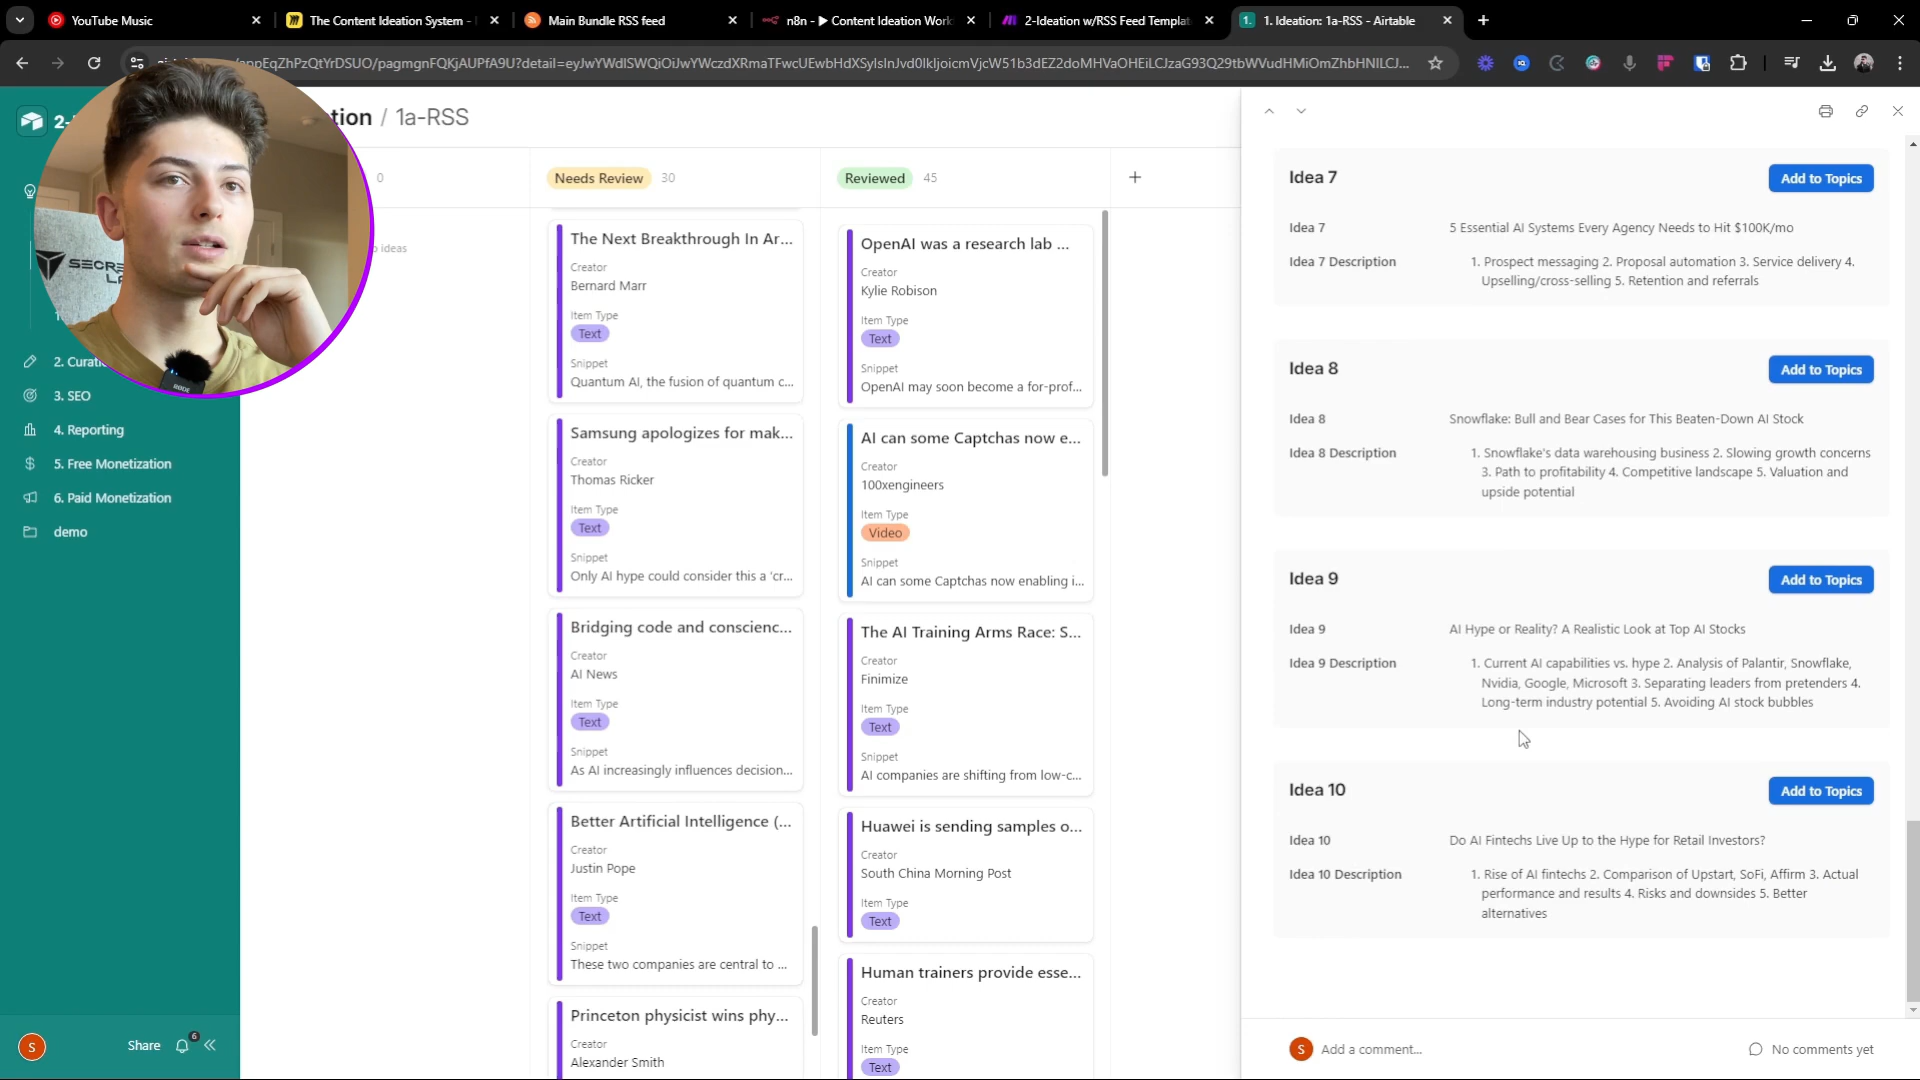 YouTube Music
The Content Ideation System -
Main Bundle RSS feed
n8n - ▶ Content Ideation Work
2-Ideation w/RSS Feed Templat
1. Ideation: 1a-RSS - Airtable
tion / 1a-RSS
0
Needs Review 30
Reviewed 45
ideas
2-
2. Curati
3. SEO
4. Reporting
5. Free Monetization
6. Paid Monetization
demo
Share
6
S
SECRE
L
RØDE
The Next Breakthrough In Ar...
Creator
Bernard Marr
Item Type
Text
Snippet
Quantum AI, the fusion of quantum c...
Samsung apologizes for mak...
Creator
Thomas Ricker
Item Type
Text
Snippet
Only AI hype could consider this a 'cr...
Bridging code and conscienc...
Creator
AI News
Item Type
Text
Snippet
As AI increasingly influences decision...
Better Artificial Intelligence (...
Creator
Justin Pope
Item Type
Text
Snippet
These two companies are central to ...
Princeton physicist wins phy...
Creator
Alexander Smith
OpenAI was a research lab ...
Creator
Kylie Robison
Item Type
Text
Snippet
OpenAI may soon become a for-prof...
AI can some Captchas now e...
Creator
100xengineers
Item Type
Video
Snippet
AI can some Captchas now enabling i...
The AI Training Arms Race: S...
Creator
Finimize
Item Type
Text
Snippet
AI companies are shifting from low-c...
Huawei is sending samples o...
Creator
South China Morning Post
Item Type
Text
Human trainers provide esse...
Creator
Reuters
Item Type
Text
Idea 7
Add to Topics
Idea 7 5 Essential AI Systems Every Agency Needs to Hit $100K/mo
Idea 7 Description 1. Prospect messaging 2. Proposal automation 3. Service delivery 4.
Upselling/cross-selling 5. Retention and referrals
Idea 8
Add to Topics
Idea 8 Snowflake: Bull and Bear Cases for This Beaten-Down AI Stock
Idea 8 Description 1. Snowflake's data warehousing business 2. Slowing growth concerns
3. Path to profitability 4. Competitive landscape 5. Valuation and
upside potential
Idea 9
Add to Topics
Idea 9 AI Hype or Reality? A Realistic Look at Top AI Stocks
Idea 9 Description 1. Current AI capabilities vs. hype 2. Analysis of Palantir, Snowflake,
Nvidia, Google, Microsoft 3. Separating leaders from pretenders 4.
Long-term industry potential 5. Avoiding AI stock bubbles
Idea 10
Add to Topics
Idea 10 Do AI Fintechs Live Up to the Hype for Retail Investors?
Idea 10 Description 1. Rise of AI fintechs 2. Comparison of Upstart, SoFi, Affirm 3. Actual
performance and results 4. Risks and downsides 5. Better
alternatives
S
Add a comment...
No comments yet